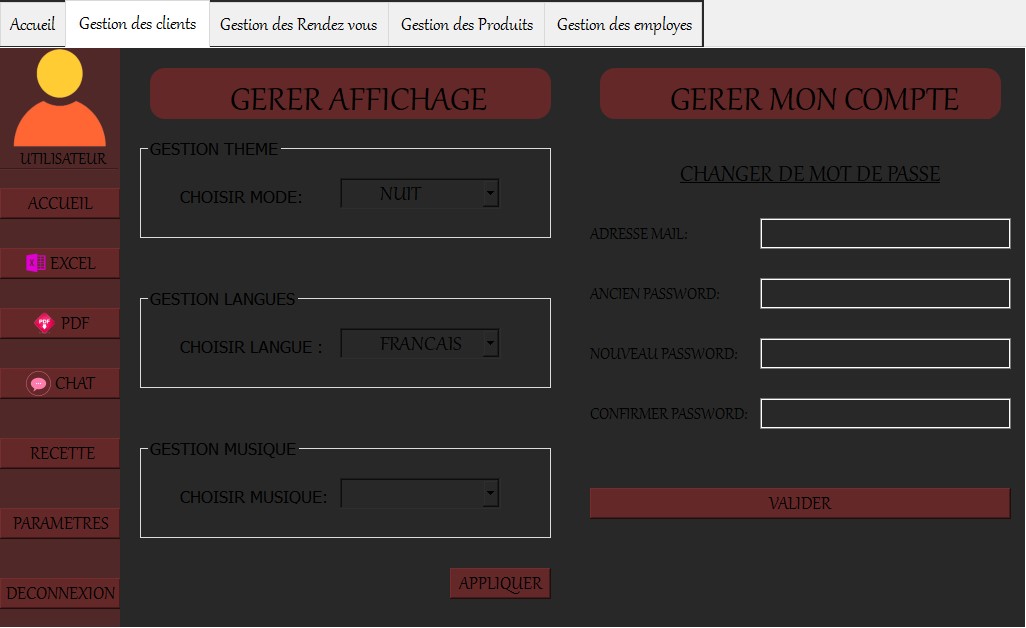 Accueil
Gestion des clients
Gestion des Rendez vous
Gestion des Produits
Gestion des employes
UTILISATEUR
ACCUEIL
EXCEL
PDF
PDF
CHAT
RECETTE
PARAMETRES
DECONNEXION
GERER AFFICHAGE
GESTION THEME
CHOISIR MODE:
NUIT
GESTION LANGUES
CHOISIR LANGUE :
FRANCAIS
GESTION MUSIQUE
CHOISIR MUSIQUE:
APPLIQUER
GERER MON COMPTE
CHANGER DE MOT DE PASSE
ADRESSE MAIL:
ANCIEN PASSWORD:
NOUVEAU PASSWORD:
CONFIRMER PASSWORD:
VALIDER